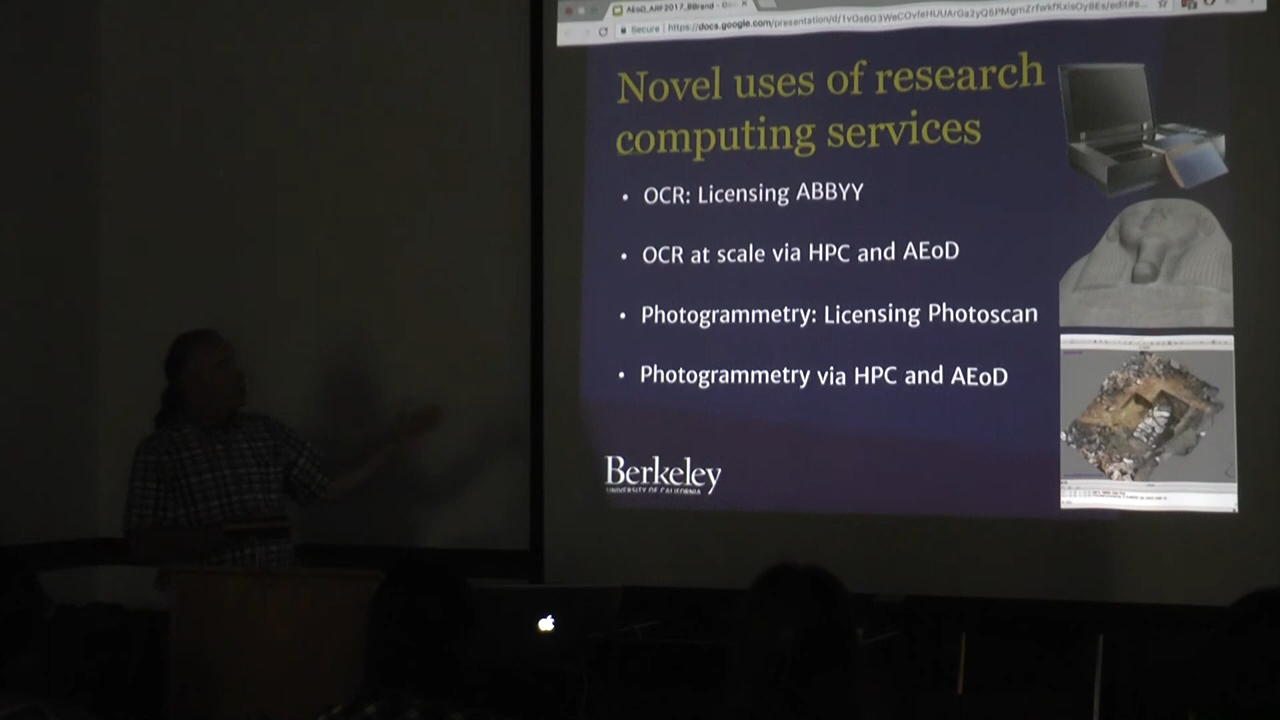 Secure
Novel uses of research
computing services
• OCR: Licensing ABBYY
• OCR at scale via HPC and AEoD
• Photogrammetry: Licensing Photoscan
• Photogrammetry via HPC and AEoD
Berkeley
UNIVERSITY OF CALIFORNIA